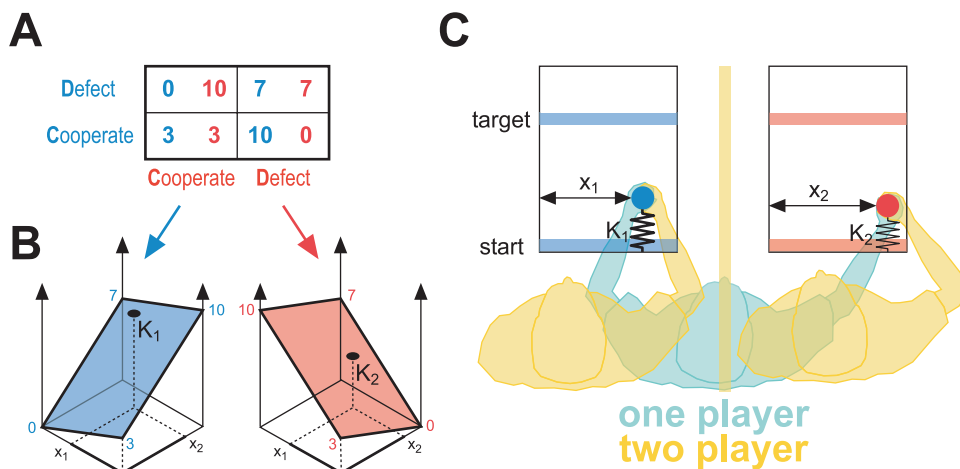 A
Defect 0 10 7 7
Cooperate 3 3 10 0
Cooperate Defect
B
7
10
K1
0
3
x1
x2
7
10
K2
0
3
x1
x2
C
target
x1
x2
K1
K2
start
one player
two player